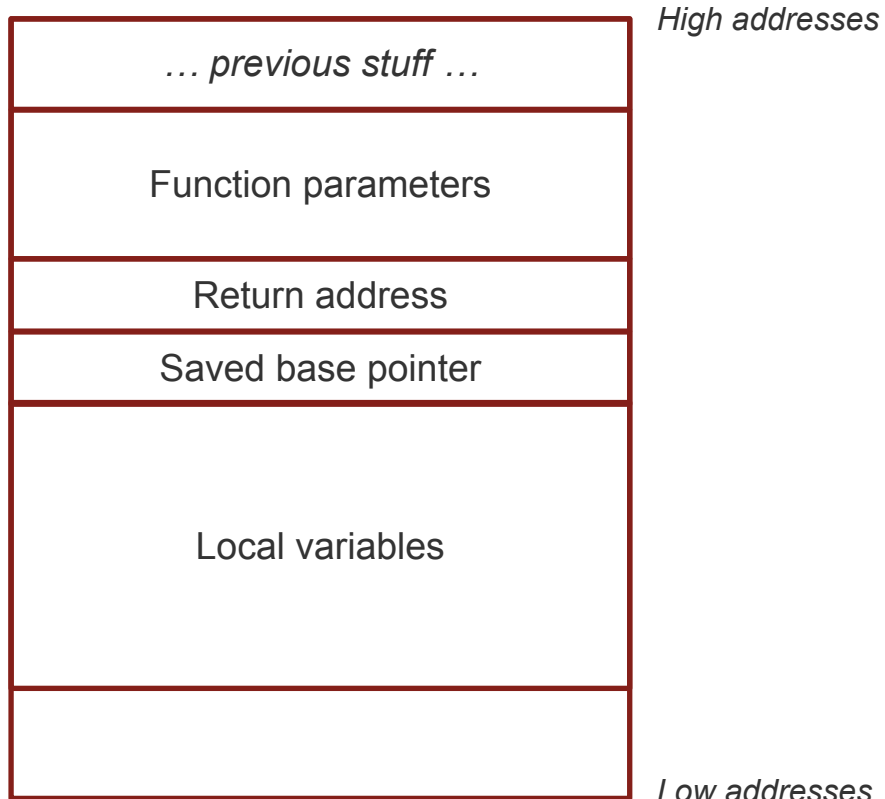 High addresses
… previous stuff …
Function parameters
Return address
Saved base pointer
Local variables
Low addresses